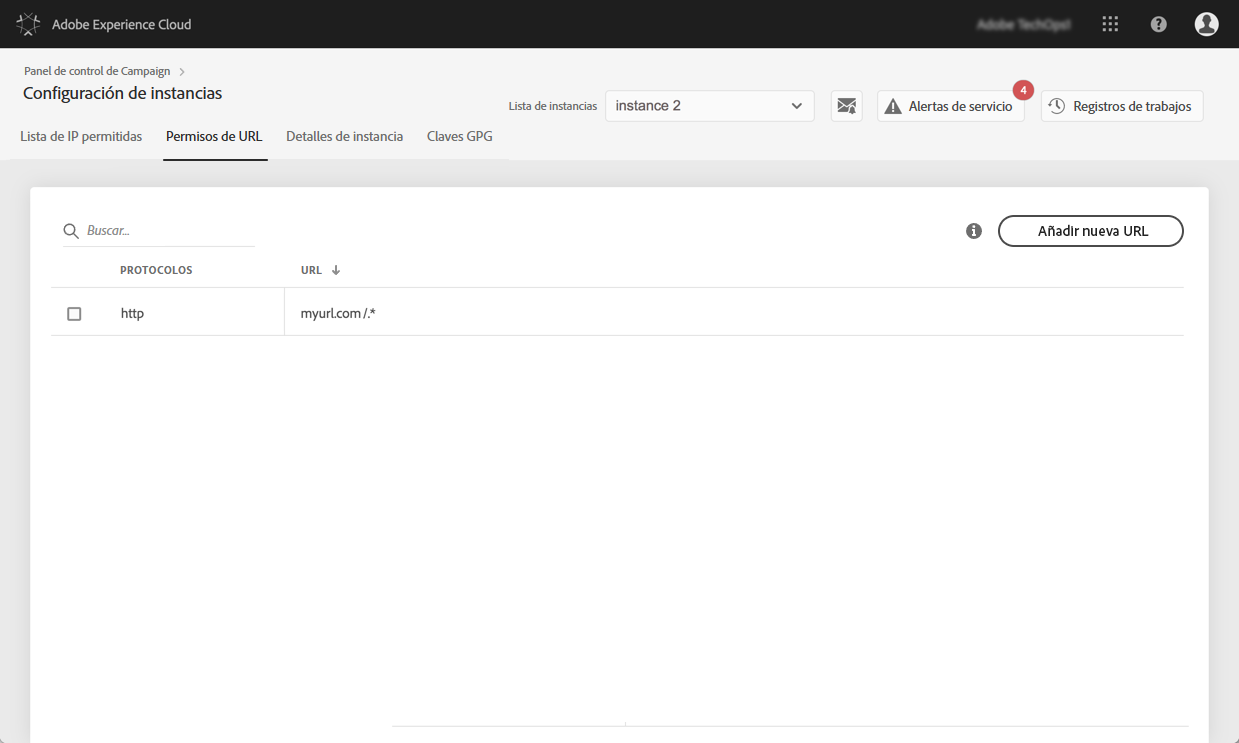 Adobe Experience Cloud
Adobe TechOps1
?
Panel de control de Campaign
Configuración de instancias
Lista de instancias
instance 2
Alertas de servicio
4
Registros de trabajos
Lista de IP permitidas
Permisos de URL
Detalles de instancia
Claves GPG
Buscar...
i
Añadir nueva URL
PROTOCOLOS
URL
http
myurl.com/.*